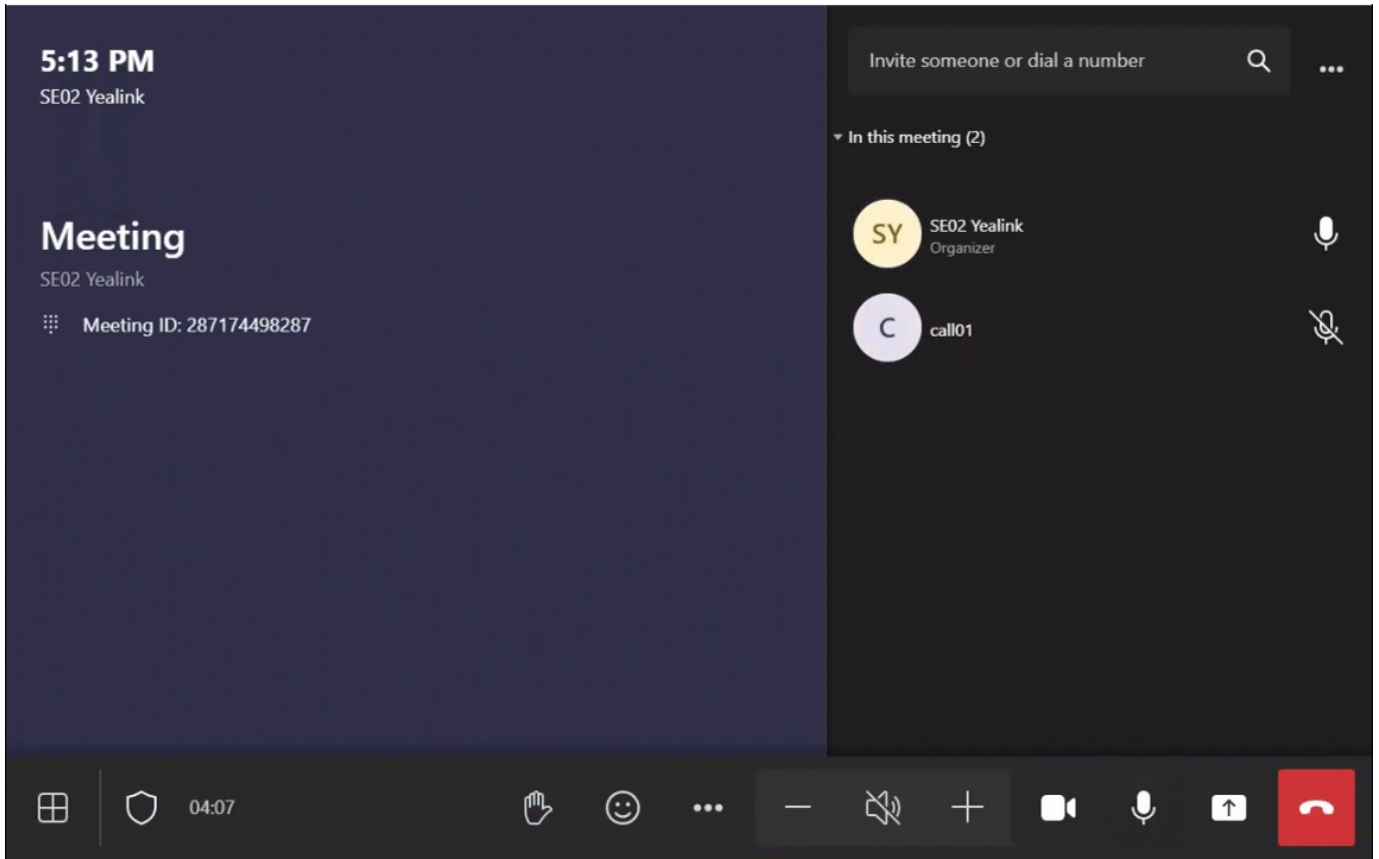 5:13 PM
SE02 Yealink
Meeting
SE02 Yealink
Meeting ID: 287174498287
Invite someone or dial a number
In this meeting (2)
SY
SE02 Yealink
Organizer
C
call01
04:07